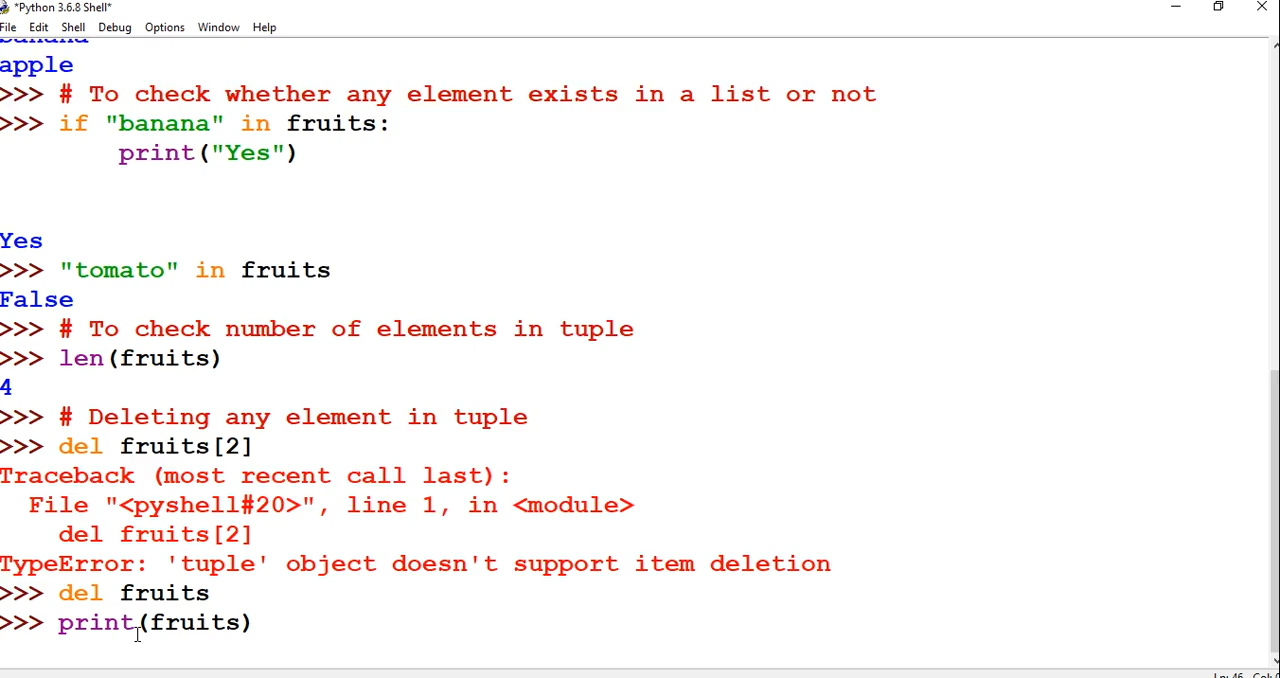 *Python 3.6.8 Shell*
File Edit Shell Debug Options Window Help
banana
apple
>>> # To check whether any element exists in a list or not
>>> if "banana" in fruits:
print("Yes")
Yes
>>> "tomato" in fruits
False
>>> # To check number of elements in tuple
>>> len(fruits)
4
>>> # Deleting any element in tuple
>>> del fruits[2]
Traceback (most recent call last):
File "<pyshell#20>", line 1, in <module>
del fruits[2]
TypeError: 'tuple' object doesn't support item deletion
>>> del fruits
>>> print(fruits)
Ln: 46